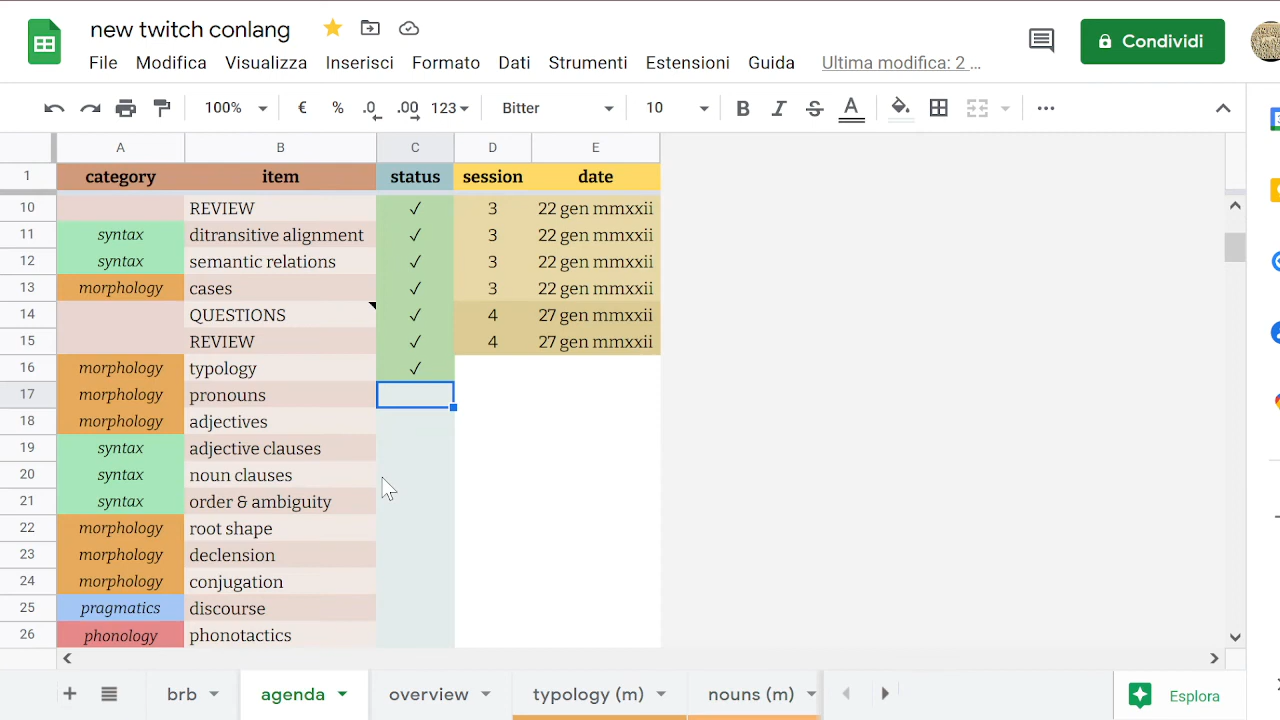 new twitch conlang
File Modifica Visualizza Inserisci Formato Dati Strumenti Estensioni Guida Ultima modifica: 2 …
Condividi
100% € % .0 .00 123 Bitter 10 B I S A
A B C D E
1 category item status session date
10 REVIEW ✓ 3 22 gen mmxxii
11 syntax ditransitive alignment ✓ 3 22 gen mmxxii
12 syntax semantic relations ✓ 3 22 gen mmxxii
13 morphology cases ✓ 3 22 gen mmxxii
14 QUESTIONS ✓ 4 27 gen mmxxii
15 REVIEW ✓ 4 27 gen mmxxii
16 morphology typology ✓
17 morphology pronouns
18 morphology adjectives
19 syntax adjective clauses
20 syntax noun clauses
21 syntax order & ambiguity
22 morphology root shape
23 morphology declension
24 morphology conjugation
25 pragmatics discourse
26 phonology phonotactics
brb agenda overview typology (m) nouns (m)
Esplora